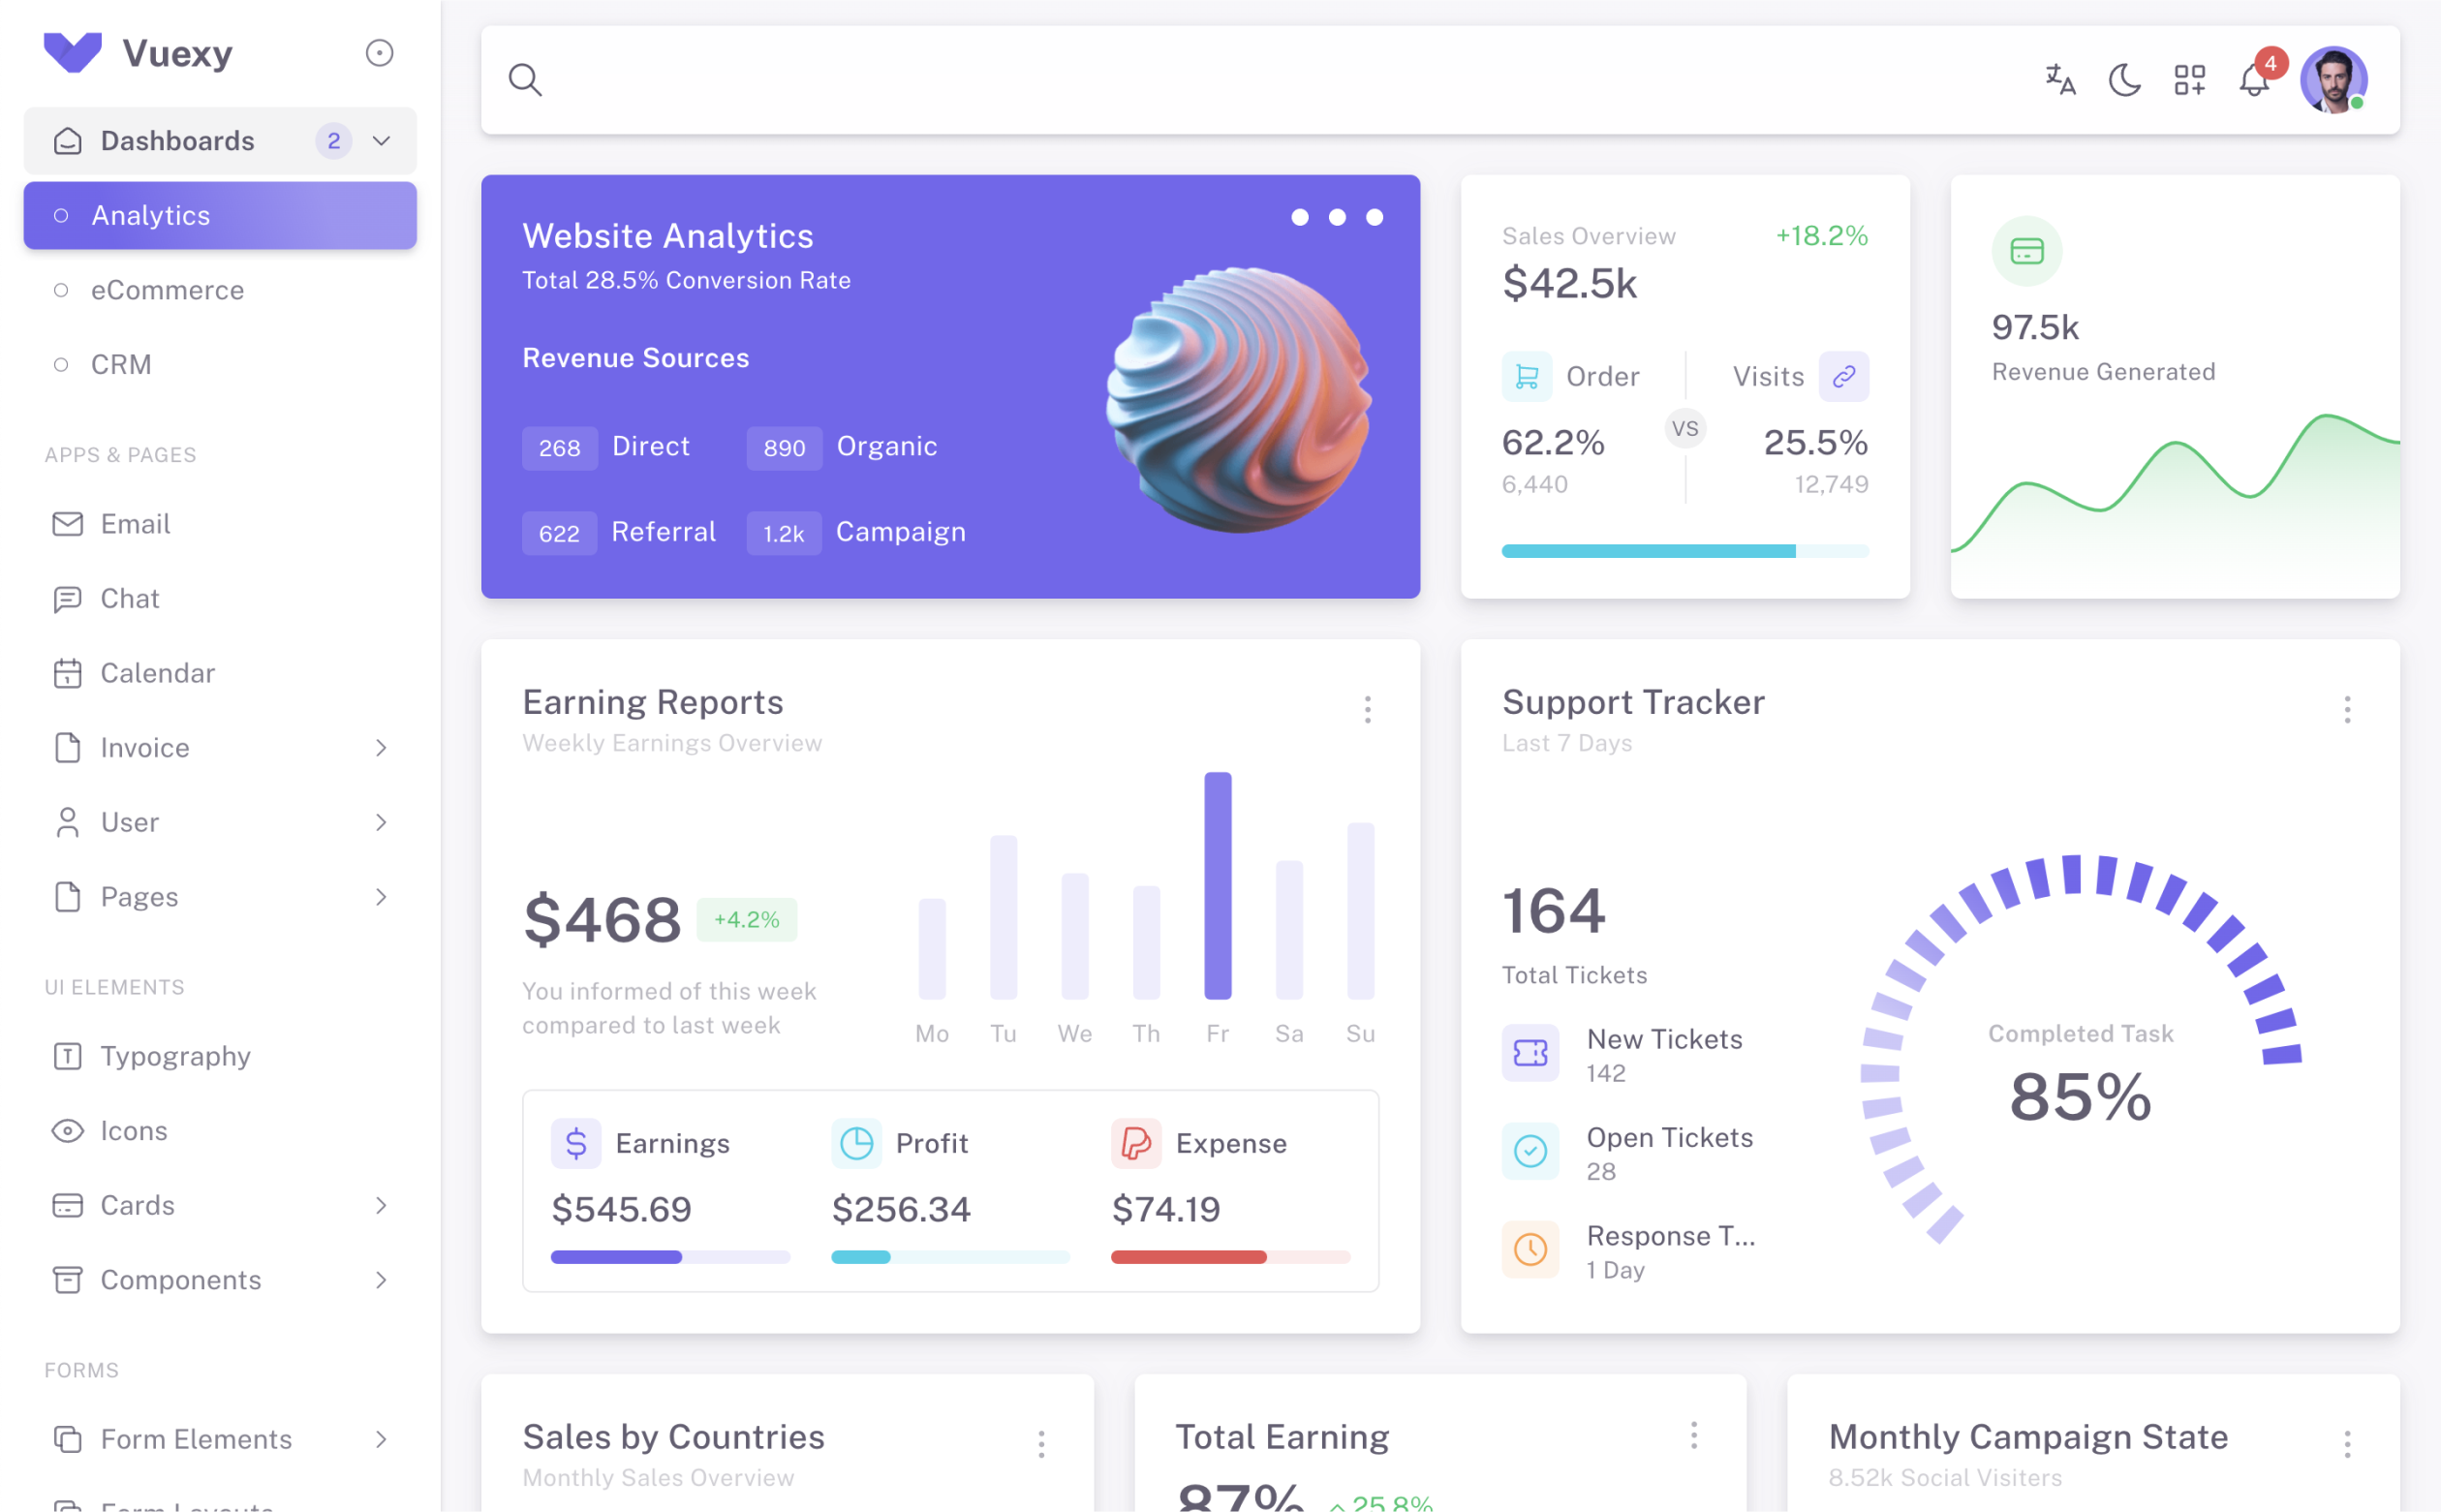 Vuexy
Dashboards 2
Analytics
eCommerce
CRM
APPS & PAGES
Email
Chat
Calendar
Invoice
User
Pages
UI ELEMENTS
Typography
Icons
Cards
Components
FORMS
Form Elements
Form Layouts
4
Website Analytics
Total 28.5% Conversion Rate
Revenue Sources
268 Direct 890 Organic
622 Referral 1.2k Campaign
Sales Overview +18.2%
$42.5k
Order Visits
VS
62.2% 25.5%
6,440 12,749
97.5k
Revenue Generated
Earning Reports
Weekly Earnings Overview
$468 +4.2%
You informed of this week
compared to last week
Mo Tu We Th Fr Sa Su
Earnings Profit Expense
$545.69 $256.34 $74.19
Support Tracker
Last 7 Days
164
Total Tickets
New Tickets
142
Open Tickets
28
Response T...
1 Day
Completed Task
85%
Sales by Countries
Monthly Sales Overview
Total Earning
87% 25.8%
Monthly Campaign State
8.52k Social Visiters